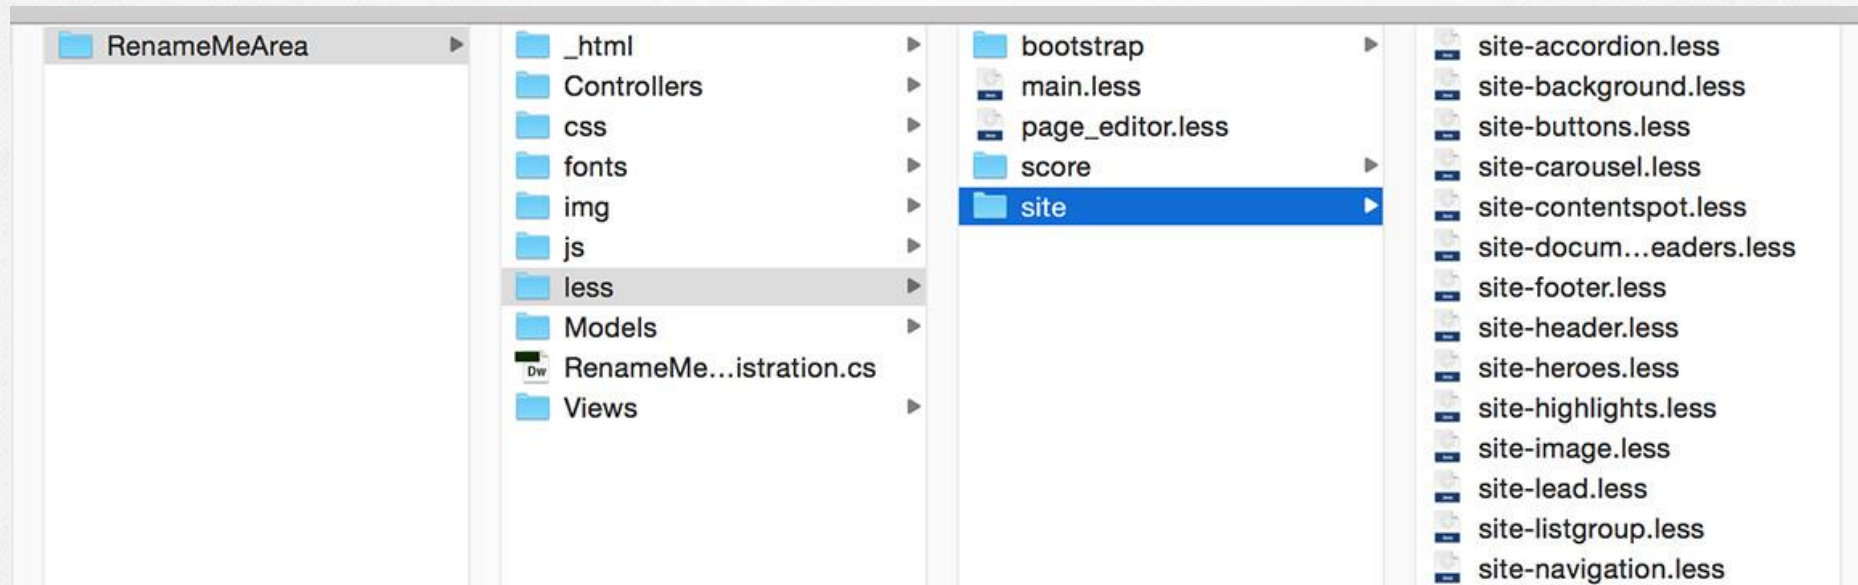 RenameMeArea
_html
Controllers
css
fonts
img
js
less
Models
Dw
RenameMe...istration.cs
Views
bootstrap
main.less
page_editor.less
score
site
site-accordion.less
site-background.less
site-buttons.less
site-carousel.less
site-contentspot.less
site-docum...eaders.less
site-footer.less
site-header.less
site-heroes.less
site-highlights.less
site-image.less
site-lead.less
site-listgroup.less
site-navigation.less